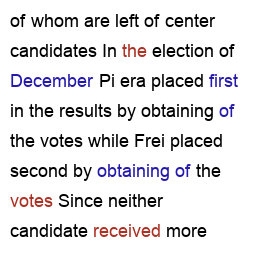 of whom are left of center
candidates In the election of
December Pi era placed first
in the results by obtaining of
the votes while Frei placed
second by obtaining of the
votes Since neither
candidate received more